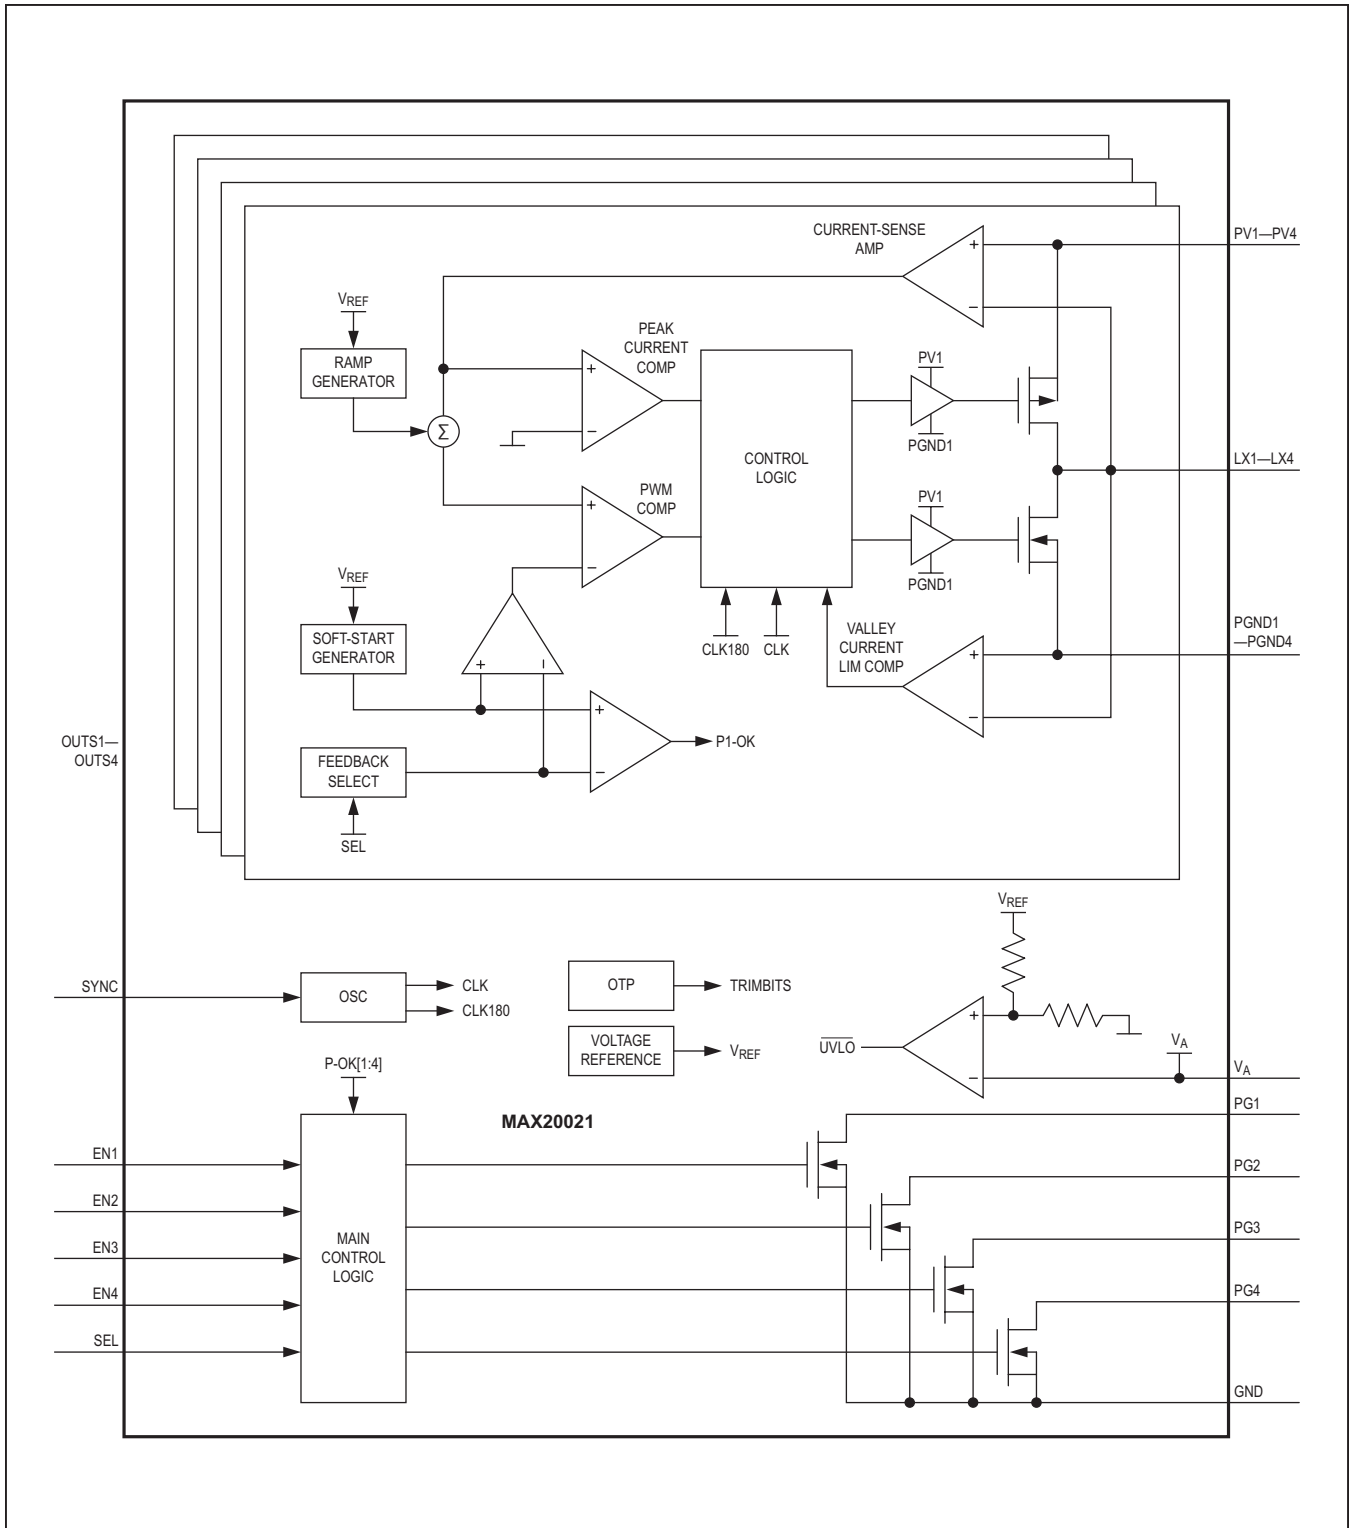 CURRENT-SENSE
AMP
PV1—PV4
VREF
RAMP
GENERATOR
PEAK
CURRENT
COMP
+
−
+
−
Σ
CONTROL
LOGIC
PV1
PGND1
LX1—LX4
PWM
COMP
+
−
PV1
PGND1
VREF
SOFT-START
GENERATOR
CLK180
CLK
VALLEY
CURRENT
LIM COMP
+
−
PGND1
—PGND4
+
−
+
−
P1-OK
OUTS1—
OUTS4
FEEDBACK
SELECT
SEL
VREF
SYNC
OSC
CLK
CLK180
OTP
TRIMBITS
VOLTAGE
REFERENCE
VREF
UVLO
+
−
VA
VA
P-OK[1:4]
MAX20021
PG1
EN1
PG2
EN2
EN3
PG3
MAIN
CONTROL
LOGIC
EN4
PG4
SEL
GND